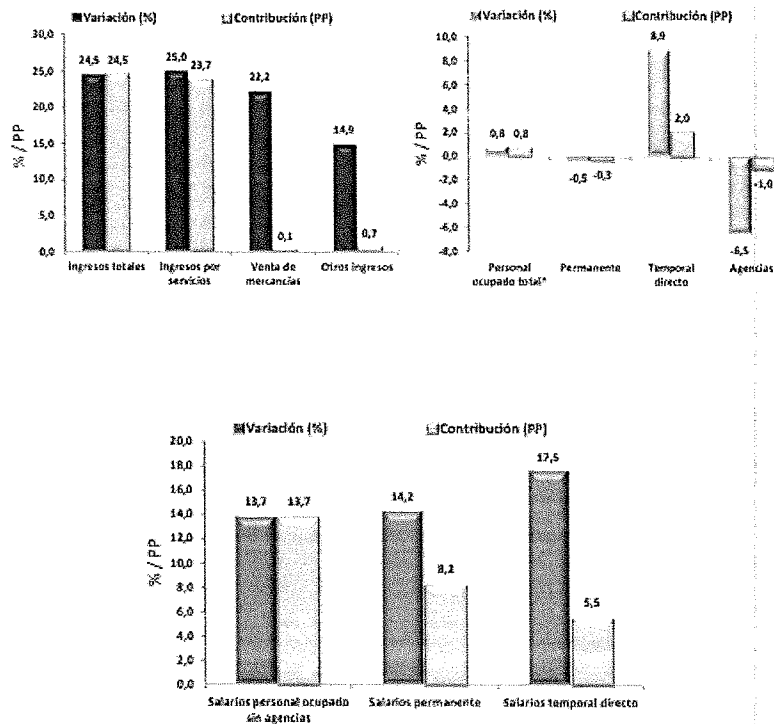 Variación (%) Contribución (PP)
30,0
25,0
20,0
15,0
10,0
5,0
0,0
% / PP
24,5 24,5
25,0 23,7
22,2 0,1
14,9 0,7
Ingresos totales
Ingresos por servicios
Venta de mercancías
Otros ingresos
Variación (%) Contribución (PP)
10,0
8,0
6,0
4,0
2,0
-0,0
-2,0
-4,0
-6,0
-8,0
% / PP
0,8 0,8
-0,5 -0,3
8,9 2,0
-6,5 -1,0
Personal ocupado total*
Permanente
Temporal directo
Agencias
Variación (%) Contribución (PP)
20,0
18,0
16,0
14,0
12,0
10,0
8,0
6,0
4,0
2,0
0,0
% / PP
13,7 13,7
14,2 8,2
17,5 5,5
Salarios personal ocupado sin agencias
Salarios permanente
Salarios temporal directo